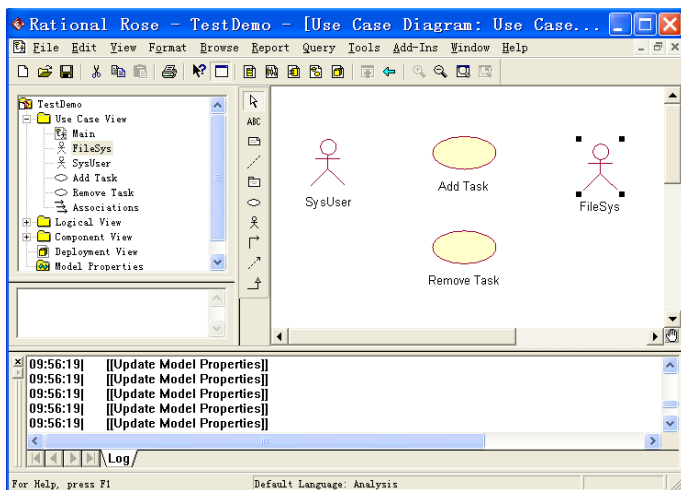 Rational Rose - TestDemo - [Use Case Diagram: Use Case...
File Edit View Format Browse Report Query Tools Add-Ins Window Help
TestDemo
Use Case View
Main
FileSys
SysUser
Add Task
Remove Task
Associations
Logical View
Component View
Deployment View
Model Properties
ABC
SysUser
Add Task
FileSys
Remove Task
09:56:19| [[Update Model Properties]]
09:56:19| [[Update Model Properties]]
09:56:19| [[Update Model Properties]]
09:56:19| [[Update Model Properties]]
09:56:19| [[Update Model Properties]]
Log
For Help, press F1
Default Language: Analysis